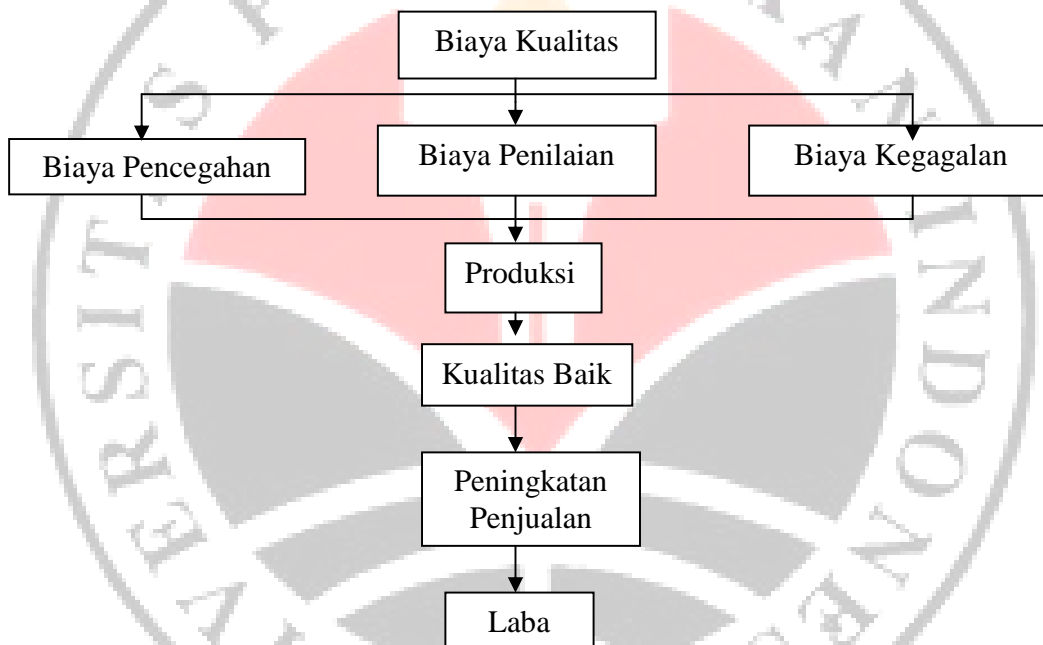 Biaya Kualitas
Biaya Pencegahan
Biaya Penilaian
Biaya Kegagalan
Produksi
Kualitas Baik
Peningkatan
Penjualan
Laba